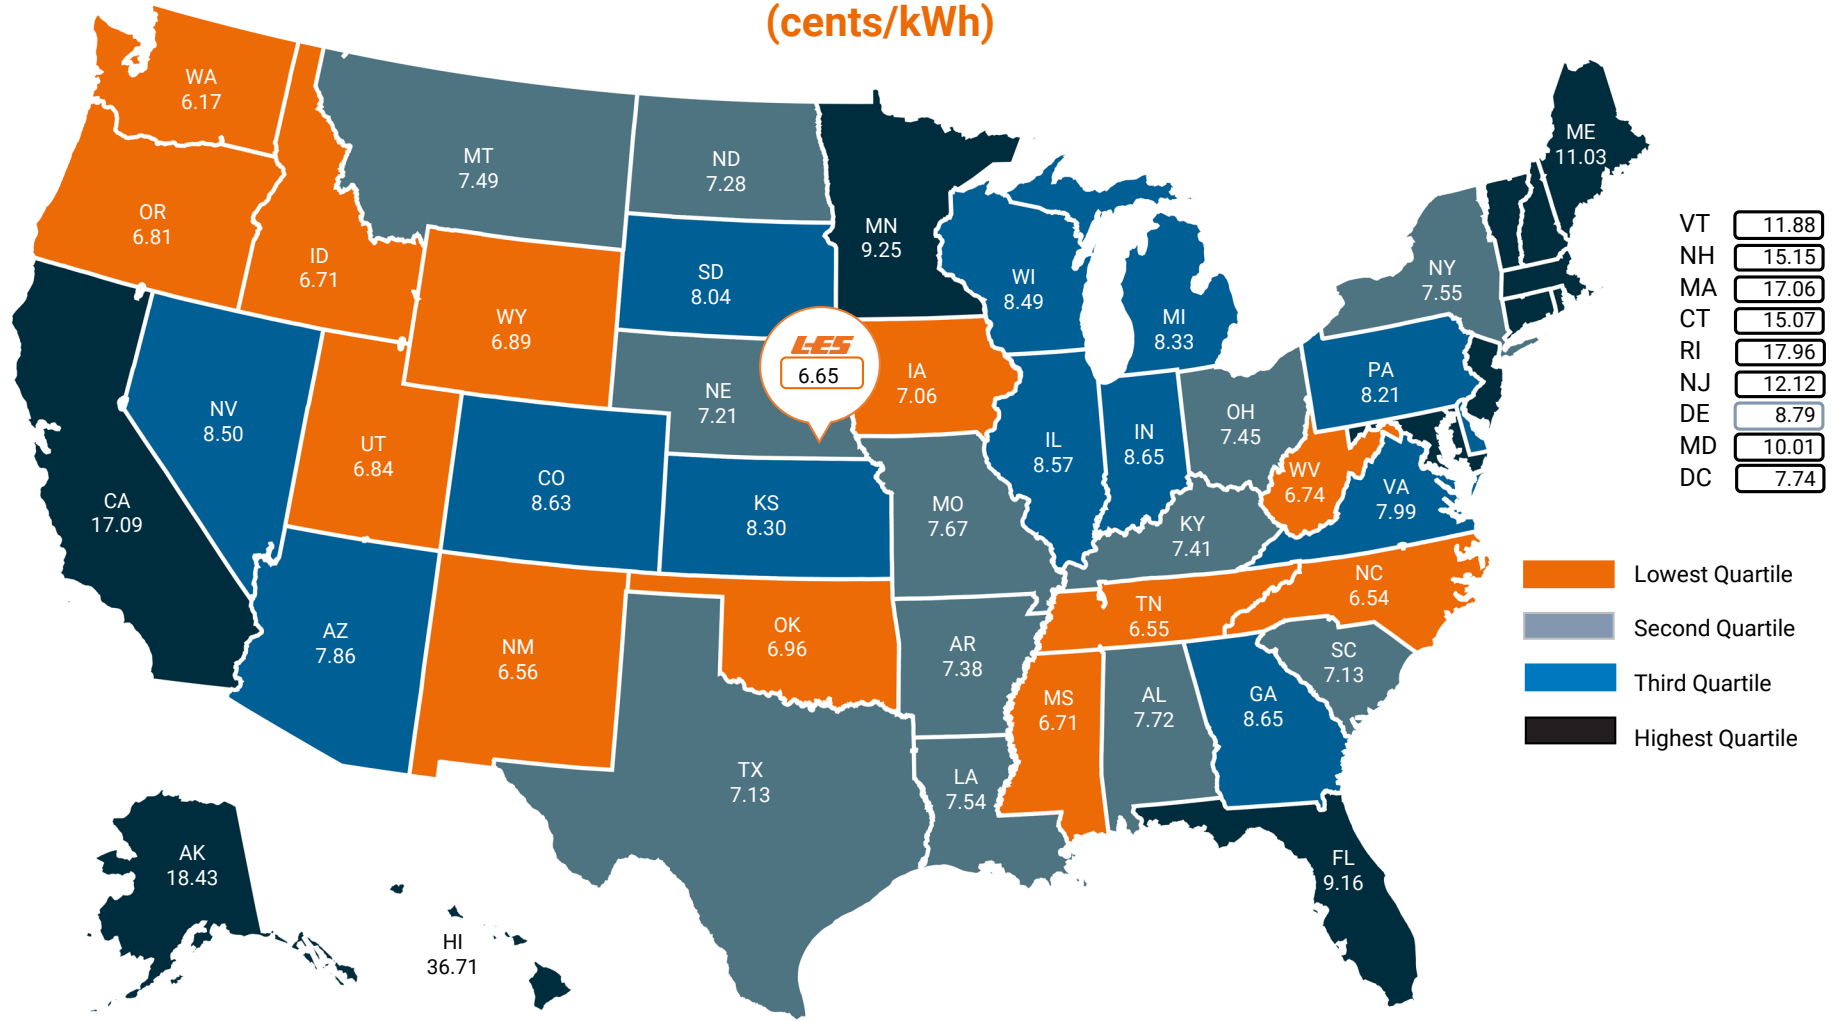 (cents/kWh)
WA
6.17
OR
6.81
ID
6.71
MT
7.49
ND
7.28
MN
9.25
SD
8.04
WY
6.89
WI
8.49
MI
8.33
NY
7.55
ME
11.03
VT 11.88
NH 15.15
MA 17.06
CT 15.07
RI 17.96
NJ 12.12
DE 8.79
MD 10.01
DC 7.74
LES
6.65
NE
7.21
IA
7.06
NV
8.50
UT
6.84
CO
8.63
CA
17.09
KS
8.30
MO
7.67
IL
8.57
IN
8.65
OH
7.45
PA
8.21
WV
6.74
VA
7.99
KY
7.41
NC
6.54
TN
6.55
AZ
7.86
NM
6.56
OK
6.96
AR
7.38
MS
6.71
AL
7.72
GA
8.65
SC
7.13
TX
7.13
LA
7.54
FL
9.16
AK
18.43
HI
36.71
Lowest Quartile
Second Quartile
Third Quartile
Highest Quartile